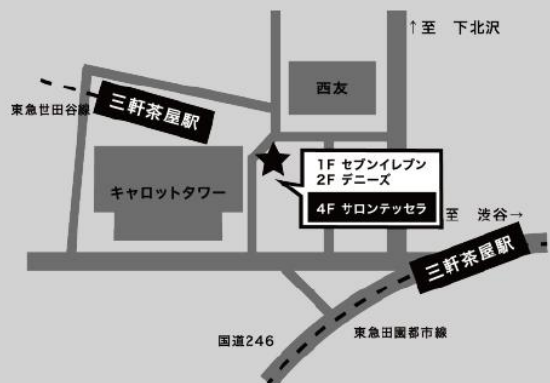 ↑至 下北沢
西友
東急世田谷線
三軒茶屋駅
キャロットタワー
1F セブンイレブン
2F デニーズ
4F サロンテッセラ
至 渋谷→
三軒茶屋駅
国道246
東急田園都市線